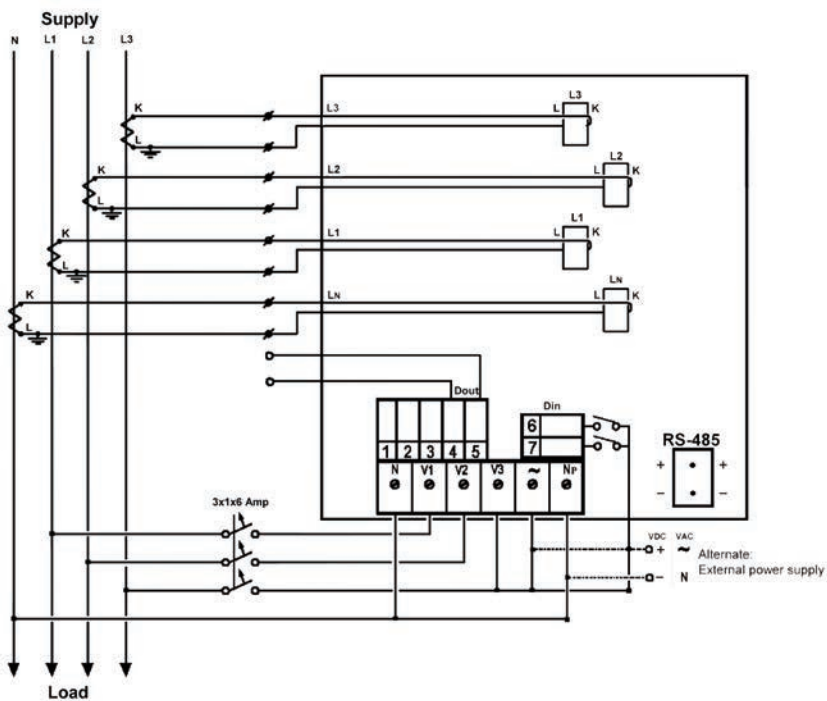 Supply
N L1 L2 L3
L3
K L3 L K
L
L2
K L2 L K
L
L1
K L1 L K
L
LN
K LN L K
L
Dout
Din
1 2 3 4 5
6
7
RS-485
+ +
− −
N V1 V2 V3 ~ NP
3x1x6 Amp
VDC VAC
+ ~ Alternate:
− N External power supply
Load